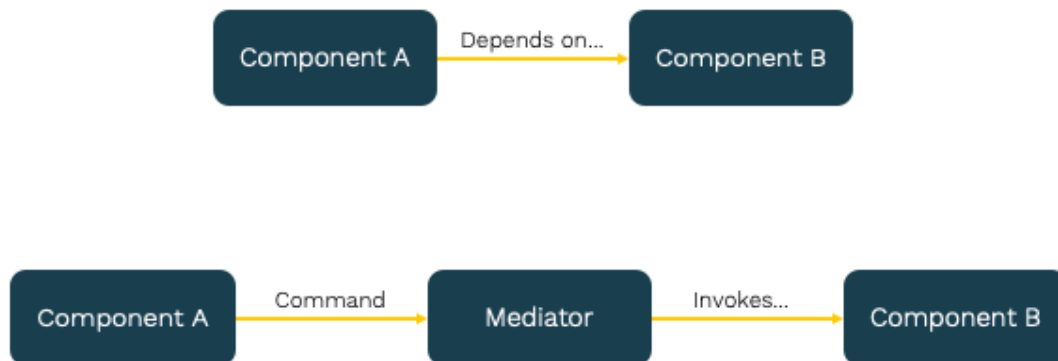 Component A
Depends on...
Component B
Component A
Command
Mediator
Invokes...
Component B